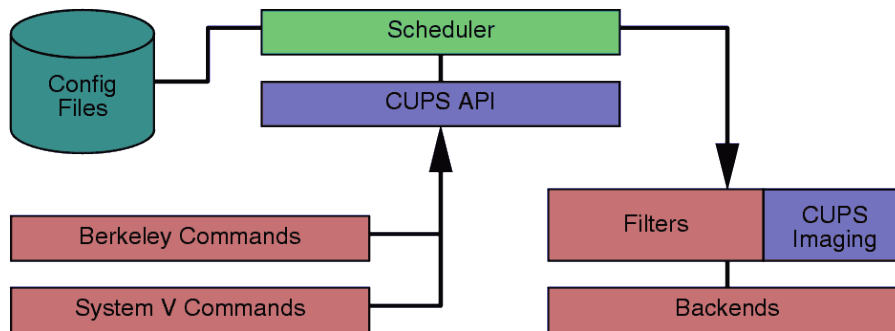 Scheduler
Config
Files
CUPS API
Berkeley Commands
Filters
CUPS
Imaging
System V Commands
Backends